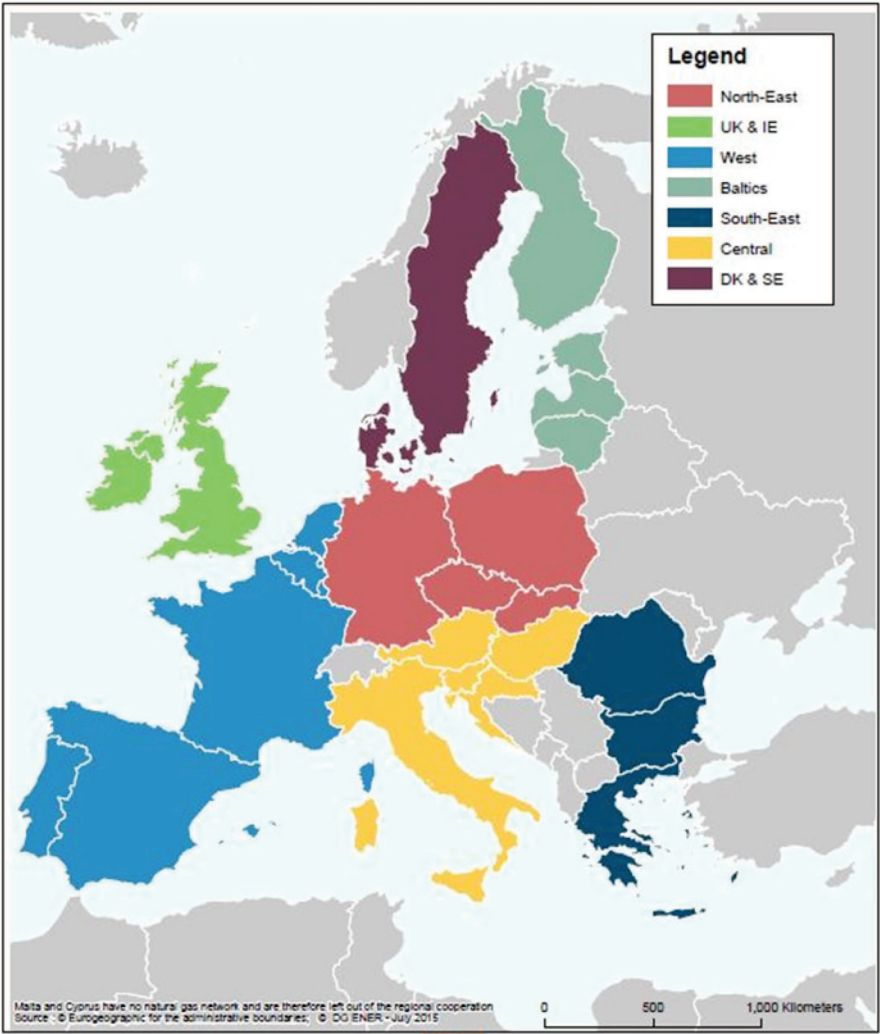 Legend
North-East
UK & IE
West
Baltics
South-East
Central
DK & SE
Malta and Cyprus have no natural gas network and are therefore left out of the regional cooperation
Source : © Eurogeographic for the administrative boundaries; © DG ENER - July 2015
0 500 1,000 Kilometers